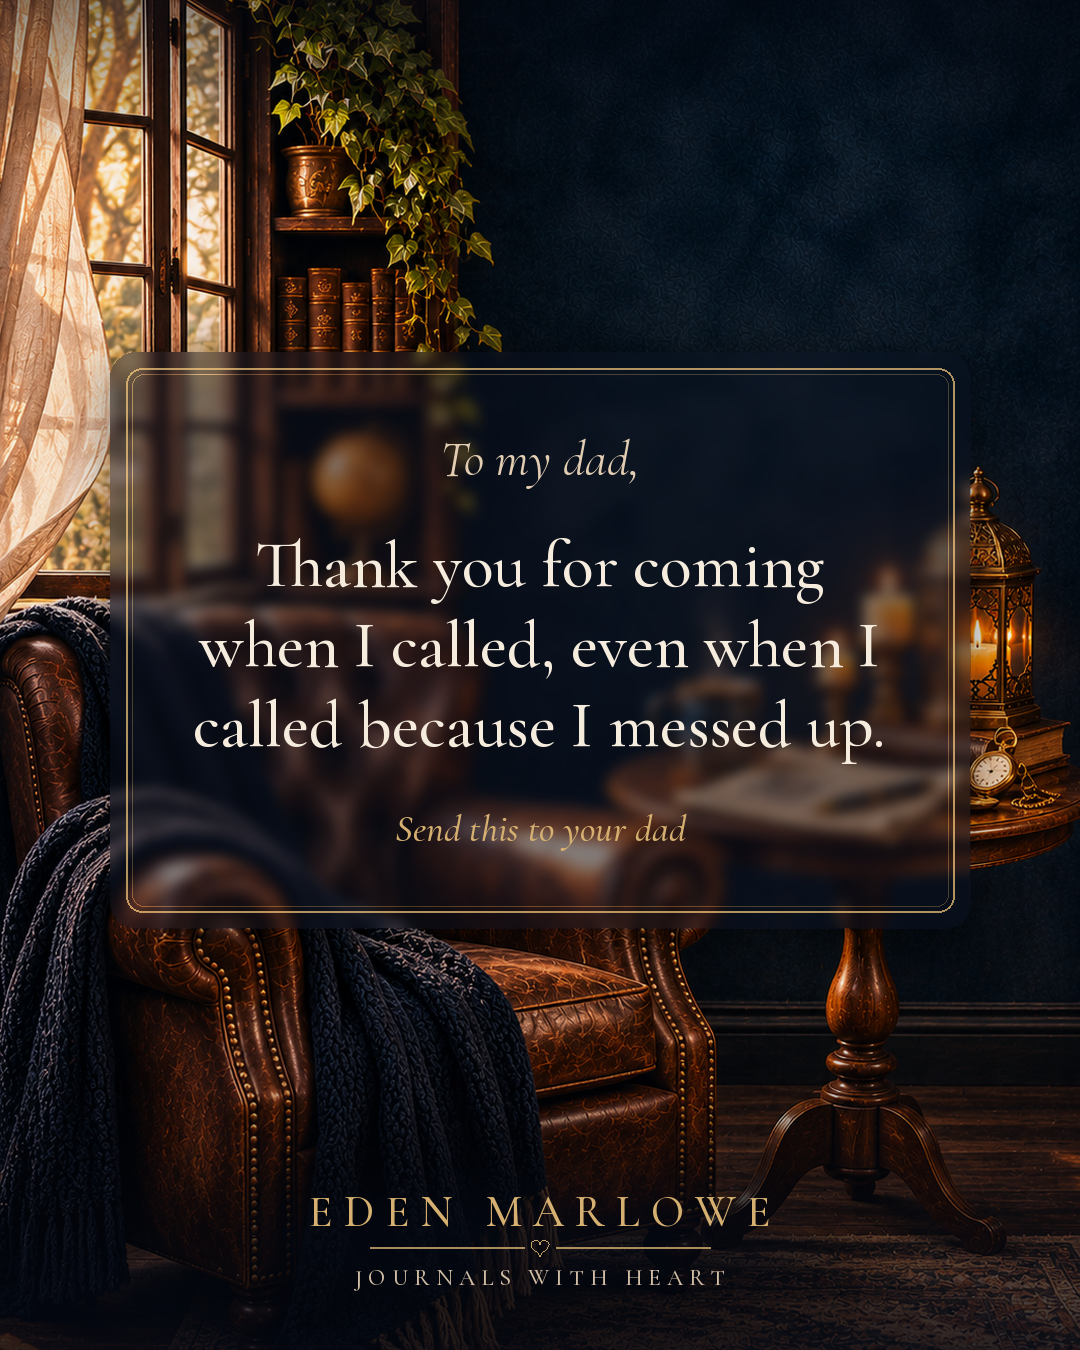 To my dad,
Thank you for coming
when I called, even when I
called because I messed up.
Send this to your dad
EDEN MARLOWE
JOURNALS WITH HEART